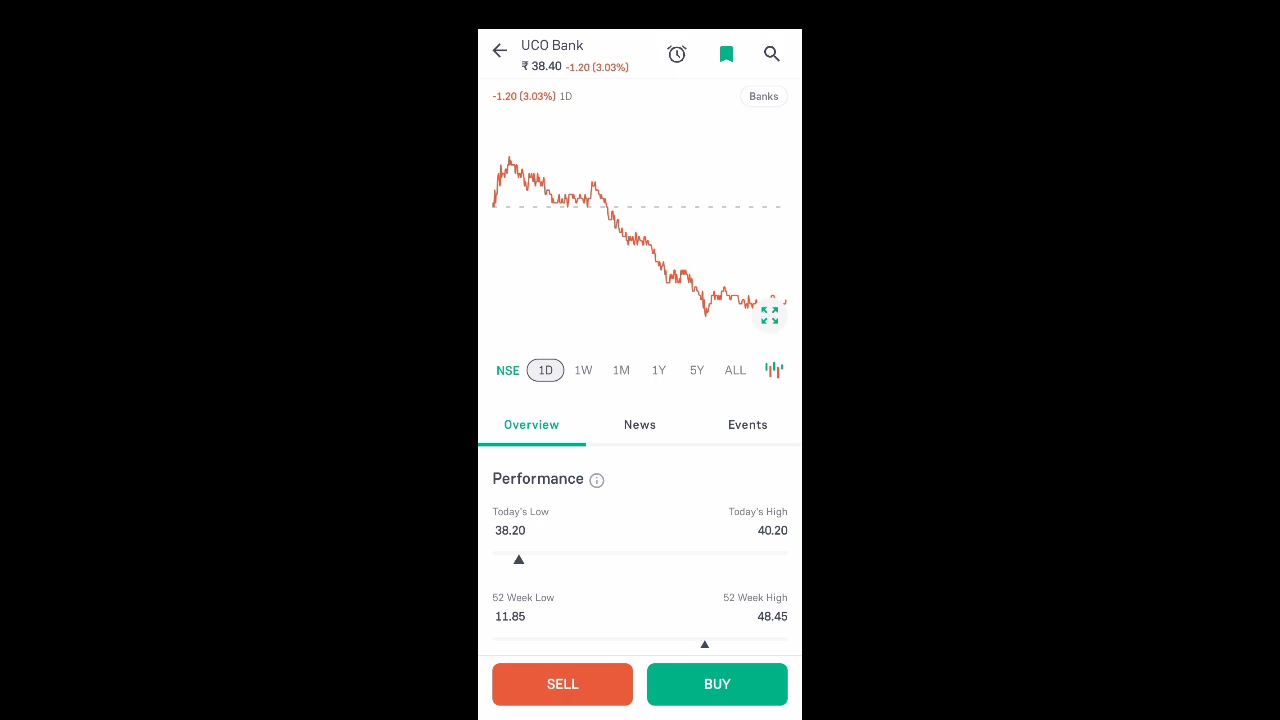 UCO Bank
₹ 38.40 -1.20 (3.03%)
-1.20 (3.03%) 1D
Banks
NSE 1D 1W 1M 1Y 5Y ALL
Overview News Events
Performance
Today's Low Today's High
38.20 40.20
52 Week Low 52 Week High
11.85 48.45
SELL BUY